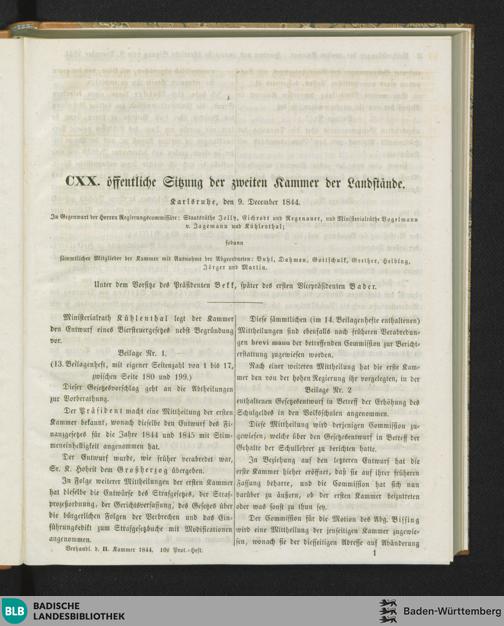 CXX. öffentliche Sitzung der zweiten Kammer der Landstände.
Karlsruhe, den 9. December 1844.
In Gegenwart der Herren Regierungscommissäre: Staatsräthe Jolly, Eichrodt und Regenauer, und Ministerialräthe Vogelmann
v. Jagemann und Kühlenthal;
sodann
sämmtlicher Mitglieder der Kammer mit Ausnahme der Abgeordneten: Buhl, Dahmen, Gottschalk, Grether, Helbing,
Jörger und Martin.
Unter dem Vorsitze des Präsidenten Bekk, später des ersten Vicepräsidenten Bader.
Ministerialrath Kühlenthal legt der Kammer
den Entwurf eines Biersteuergesetzes nebst Begründung
vor.
Beilage Nr. 1.
(13. Beilagenheft, mit eigener Seitenzahl von 1 bis 17,
zwischen Seite 180 und 199.)
Dieser Gesetzesvorschlag geht an die Abtheilungen
zur Vorberathung.
Der Präsident macht eine Mittheilung der ersten
Kammer bekannt, wonach dieselbe den Entwurf des Fi-
nanzgesetzes für die Jahre 1844 und 1845 mit Stim-
meneinhelligkeit angenommen hat.
Der Entwurf wurde, wie früher verabredet war,
Sr. K. Hoheit dem Großherzog übergeben.
In Folge weiterer Mittheilungen der ersten Kammer
hat dieselbe die Entwürfe des Strafgesetzes, der Straf-
prozeßordnung, der Gerichtsverfassung, des Gesetzes über
die bürgerlichen Folgen der Verbrechen und das Ein-
führungsedikt zum Strafgesetze mit Modificationen
angenommen.
Verhandl. d. II. Kammer 1844. 10s Prot.-Heft.
Diese sämmtlichen (im 14. Beilagenhefte enthaltenen)
Mittheilungen sind ebenfalls nach früheren Verabredun-
gen brevi manu der betreffenden Commission zur Bericht-
erstattung zugewiesen worden.
Nach einer weiteren Mittheilung hat die erste Kam-
mer den von der hohen Regierung ihr vorgelegten, in der
Beilage Nr. 2
enthaltenen Gesetzesentwurf in Betreff der Erhöhung des
Schulgeldes in den Volksschulen angenommen.
Diese Mittheilung wird derjenigen Commission zu-
gewiesen, welche über den Gesetzesentwurf in Betreff der
Gehalte der Schullehrer zu berichten hatte.
In Beziehung auf den letzteren Entwurf hat die
erste Kammer hieher eröffnet, daß sie auf ihrer früheren
Fassung beharre, und die Commission hat sich nun
darüber zu äußern, ob der ersten Kammer beizutreten
oder was sonst zu thun sey.
Der Commission für die Motion des Abg. Bissing
wird eine Mittheilung der jenseitigen Kammer zugewie-
sen, wonach sie der diesseitigen Adresse auf Abänderung
1
BLB BADISCHE
LANDESBIBLIOTHEK
Baden-Württemberg